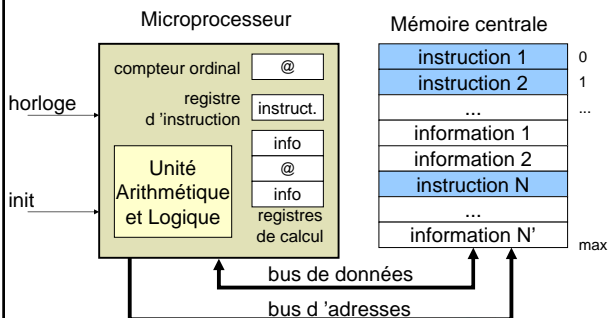 Microprocesseur
compteur ordinal
@
registre
d 'instruction
instruct.
info
@
info
registres
de calcul
Unité
Arithmétique
et Logique
horloge
init
Mémoire centrale
instruction 1
0
instruction 2
1
...
...
information 1
information 2
instruction N
...
information N'
max
bus de données
bus d 'adresses